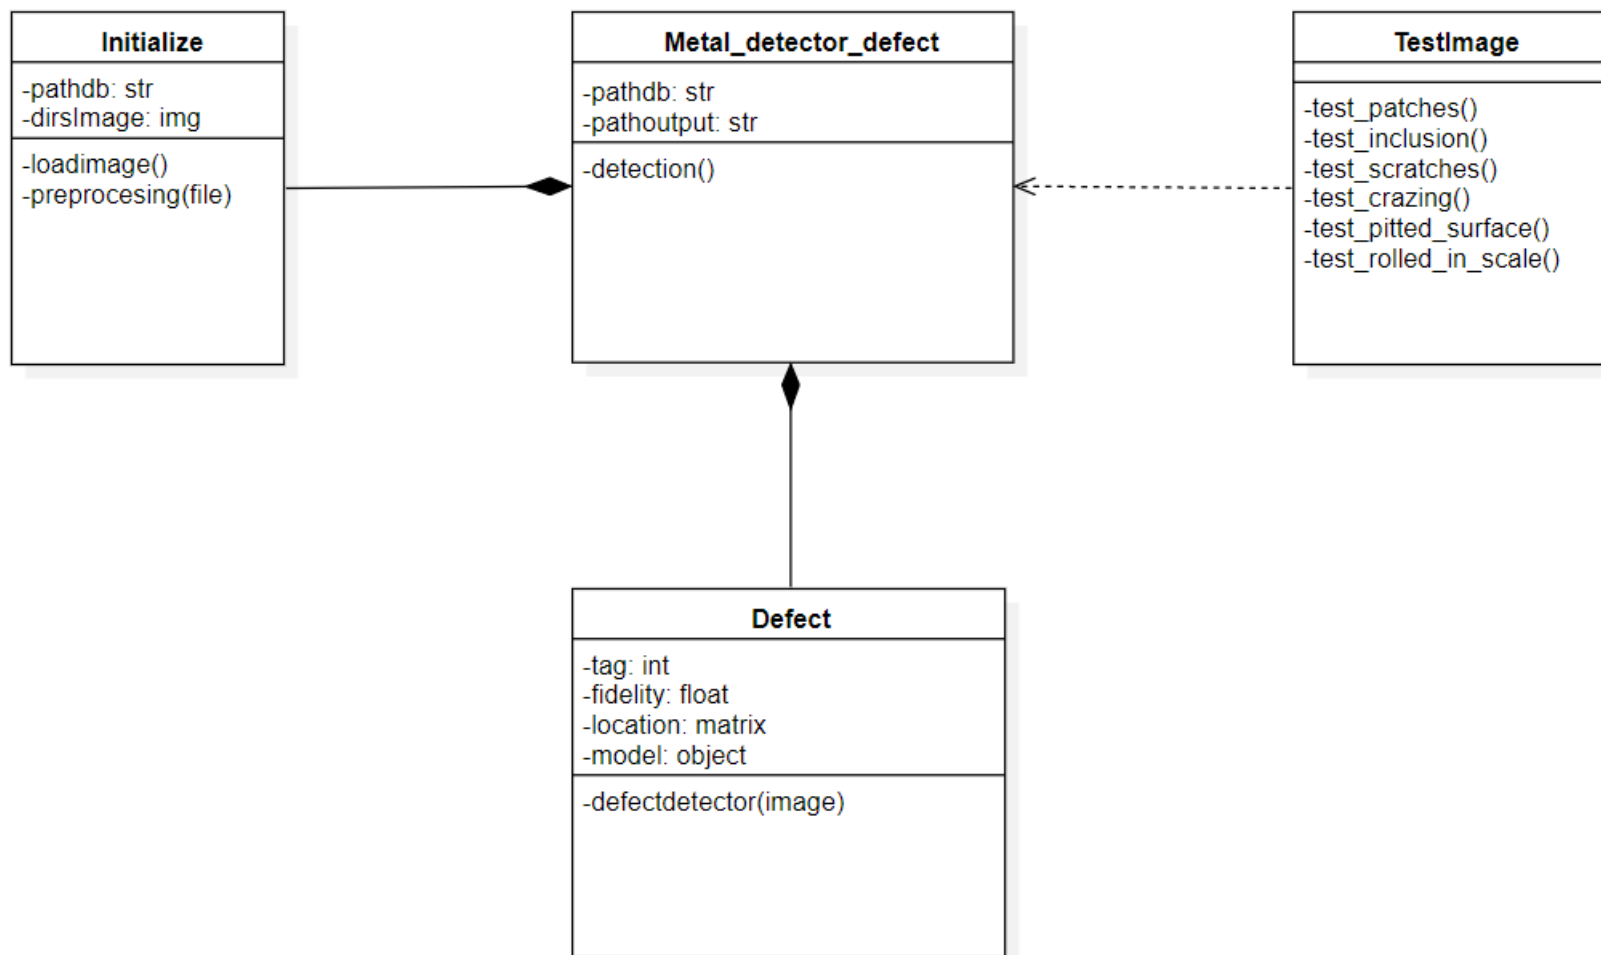 Initialize
-pathdb: str
-dirsImage: img
-loadimage()
-preprocesing(file)
Metal_detector_defect
-pathdb: str
-pathoutput: str
-detection()
TestImage
-test_patches()
-test_inclusion()
-test_scratches()
-test_crazing()
-test_pitted_surface()
-test_rolled_in_scale()
Defect
-tag: int
-fidelity: float
-location: matrix
-model: object
-defectdetector(image)